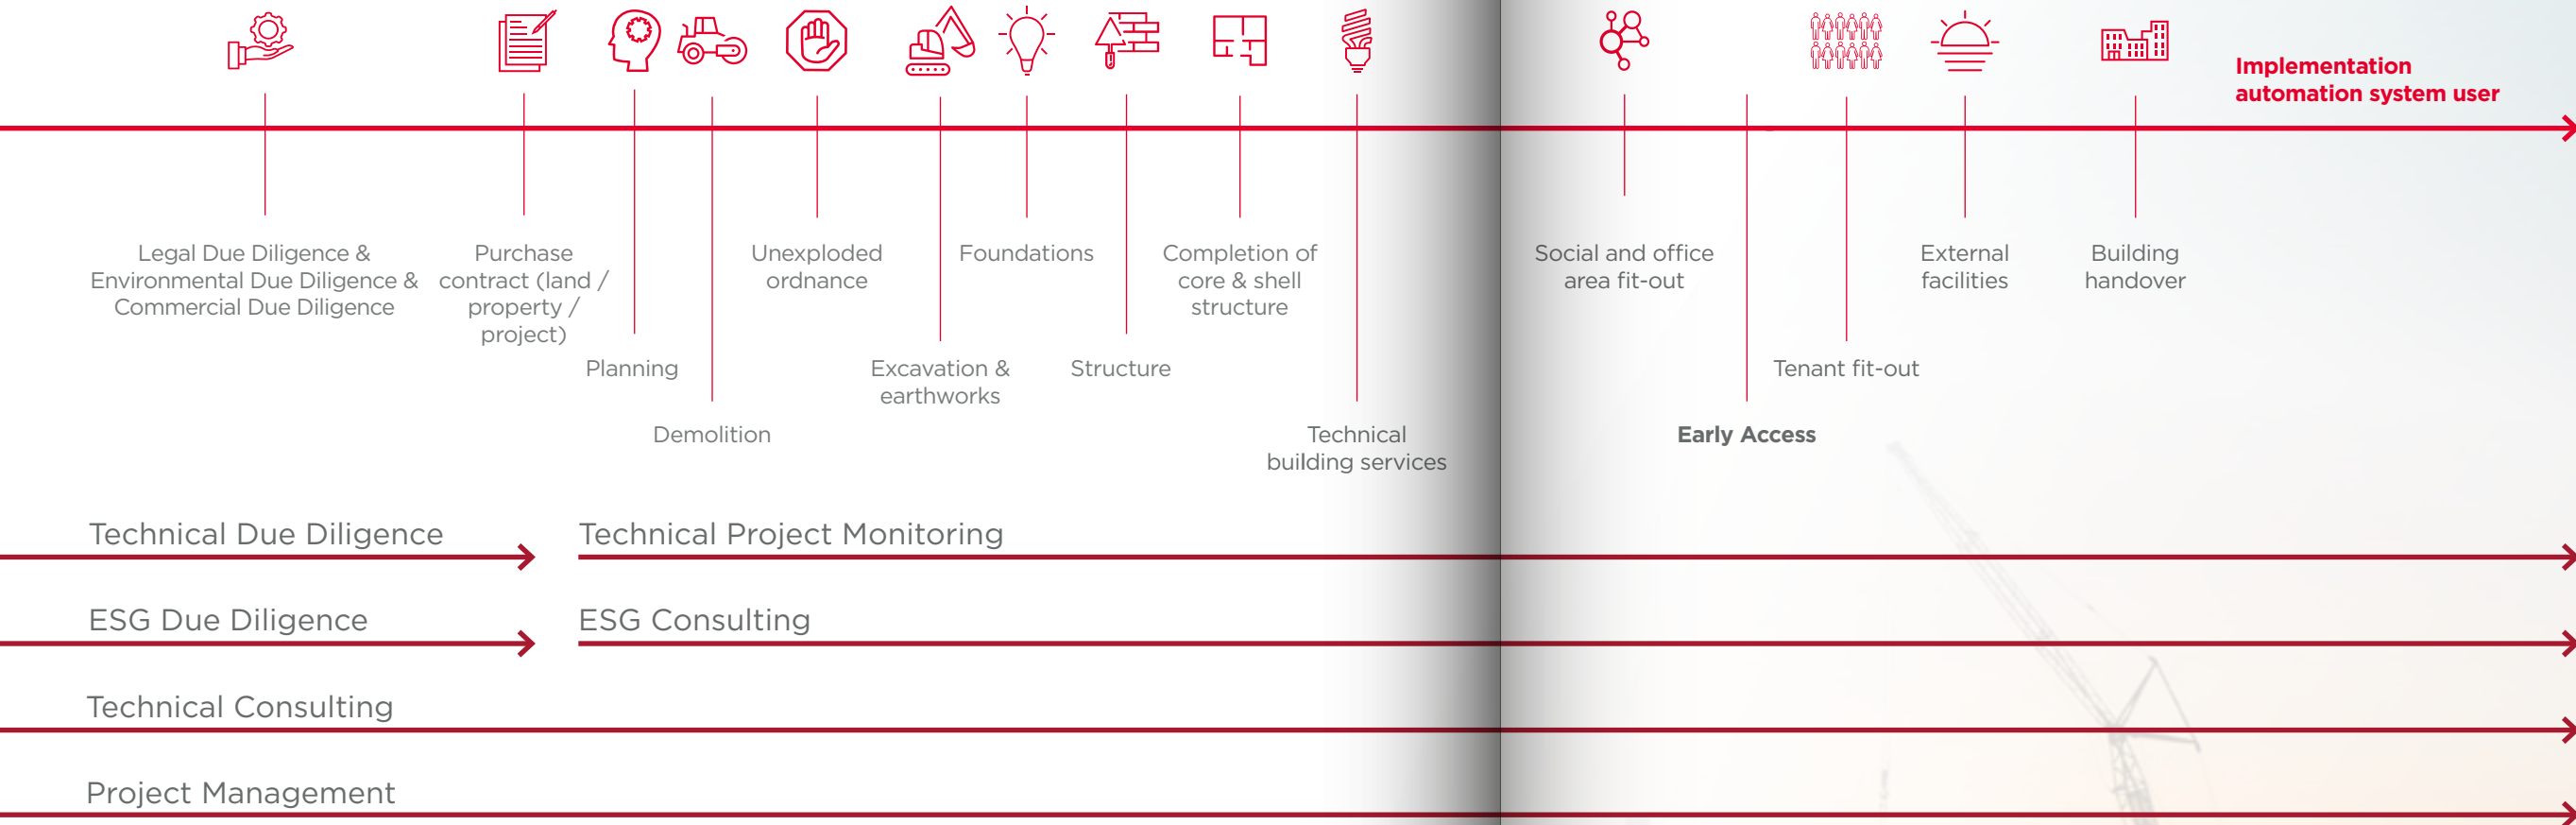 Implementation
automation system user
Legal Due Diligence &
Environmental Due Diligence &
Commercial Due Diligence
Purchase
contract (land /
property /
project)
Planning
Demolition
Unexploded
ordnance
Excavation &
earthworks
Foundations
Structure
Completion of
core & shell
structure
Technical
building services
Social and office
area fit-out
Early Access
Tenant fit-out
External
facilities
Building
handover
Technical Due Diligence
Technical Project Monitoring
ESG Due Diligence
ESG Consulting
Technical Consulting
Project Management